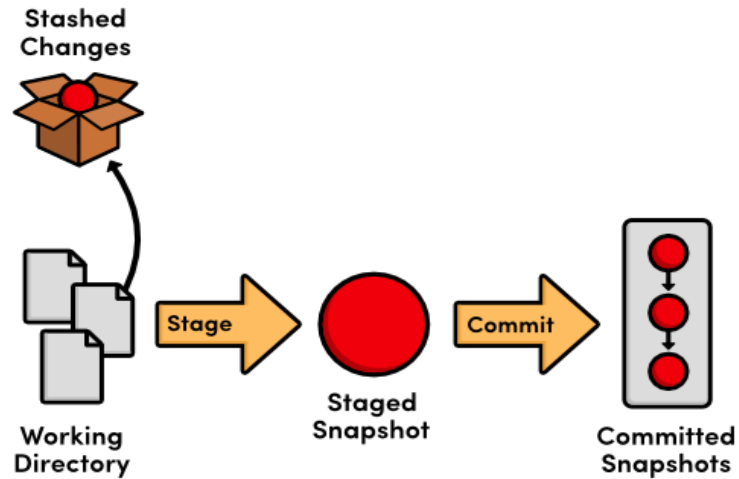 Stashed
Changes
Stage
Commit
Staged
Snapshot
Working
Directory
Committed
Snapshots